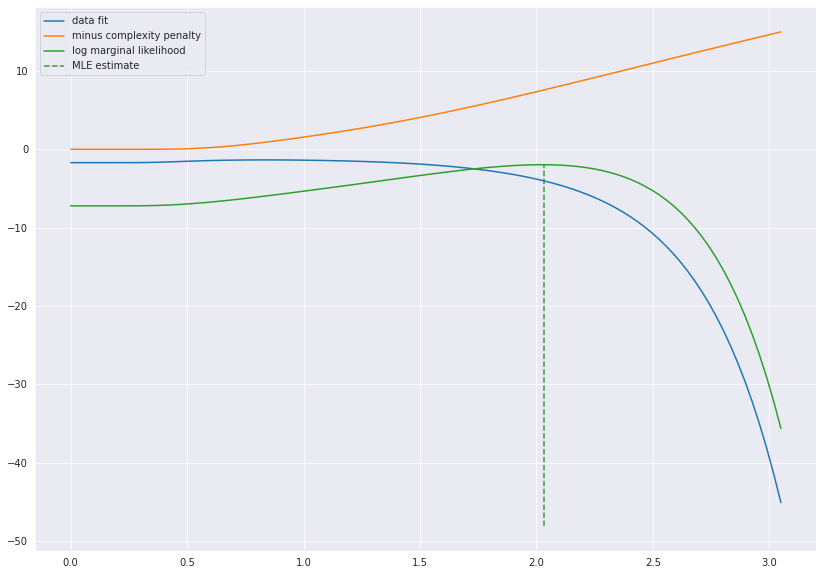 data fit
minus complexity penalty
log marginal likelihood
MLE estimate
10
0
−10
−20
−30
−40
−50
0.0 0.5 1.0 1.5 2.0 2.5 3.0